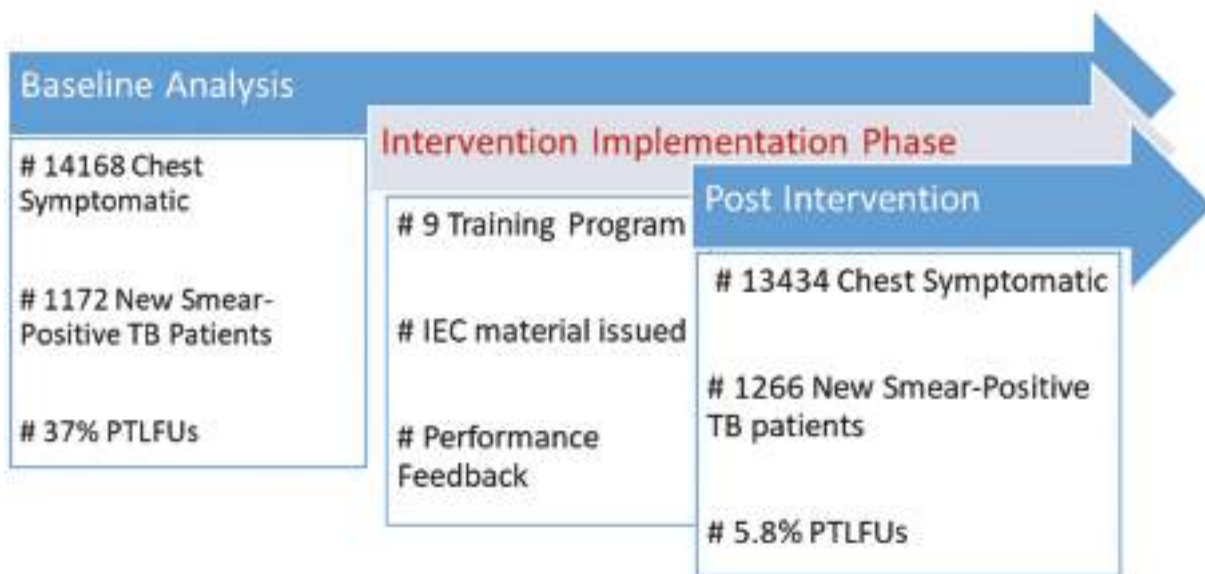 Baseline Analysis
# 14168 Chest
Symptomatic
# 1172 New Smear-
Positive TB Patients
# 37% PTLFUs
Intervention Implementation Phase
# 9 Training Program
# IEC material issued
# Performance
Feedback
Post Intervention
# 13434 Chest Symptomatic
# 1266 New Smear-Positive
TB patients
# 5.8% PTLFUs